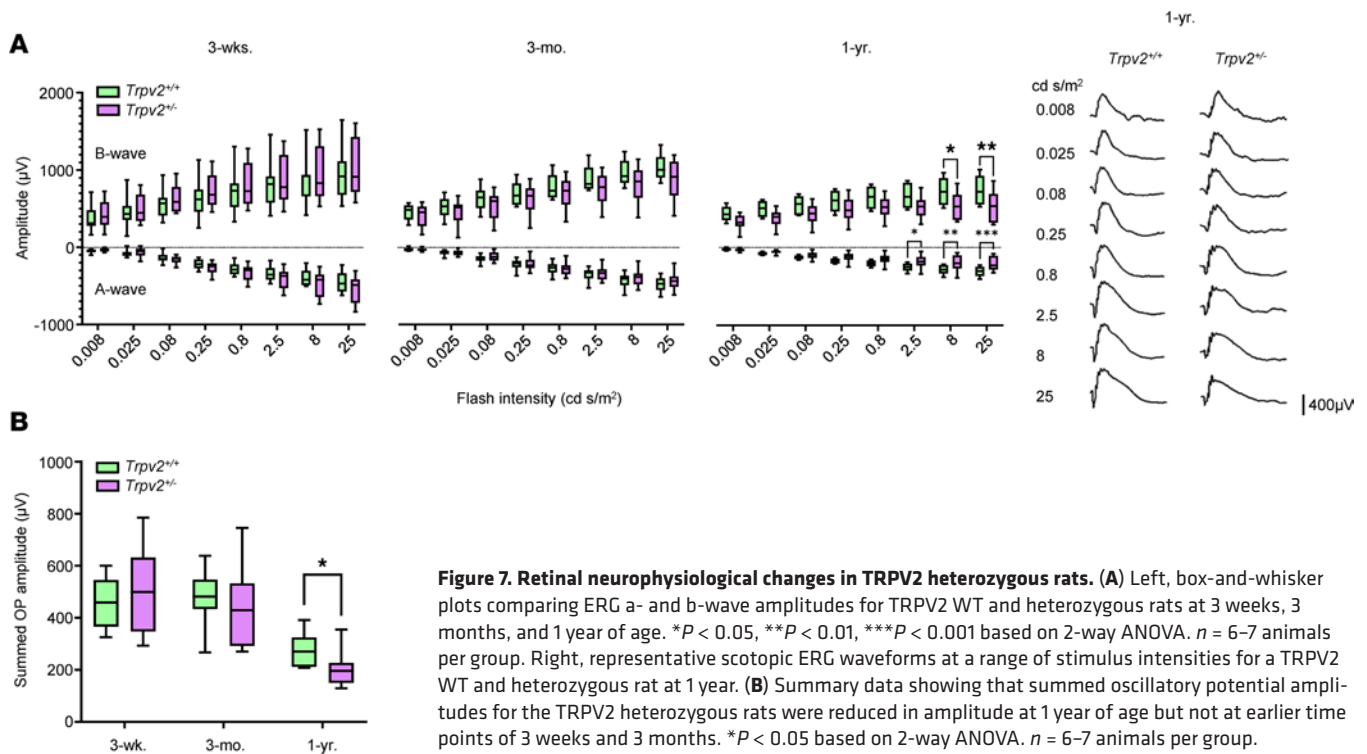 A
3-wks.
3-mo.
1-yr.
1-yr.
Trpv2+/+
Trpv2+/-
Trpv2+/+
Trpv2+/-
B-wave
A-wave
Amplitude (µV)
2000
1000
0
-1000
* **
* ** ***
0.008 0.025 0.08 0.25 0.8 2.5 8 25
0.008 0.025 0.08 0.25 0.8 2.5 8 25
0.008 0.025 0.08 0.25 0.8 2.5 8 25
Flash intensity (cd s/m²)
cd s/m²
0.008
0.025
0.08
0.25
0.8
2.5
8
25
400µV
B
Trpv2+/+
Trpv2+/-
Summed OP amplitude (µV)
1000
800
600
400
200
0
*
3-wk. 3-mo. 1-yr.
Figure 7. Retinal neurophysiological changes in TRPV2 heterozygous rats. (A) Left, box-and-whisker
plots comparing ERG a- and b-wave amplitudes for TRPV2 WT and heterozygous rats at 3 weeks, 3
months, and 1 year of age. *P < 0.05, **P < 0.01, ***P < 0.001 based on 2-way ANOVA. n = 6–7 animals
per group. Right, representative scotopic ERG waveforms at a range of stimulus intensities for a TRPV2
WT and heterozygous rat at 1 year. (B) Summary data showing that summed oscillatory potential ampli-
tudes for the TRPV2 heterozygous rats were reduced in amplitude at 1 year of age but not at earlier time
points of 3 weeks and 3 months. *P < 0.05 based on 2-way ANOVA. n = 6–7 animals per group.